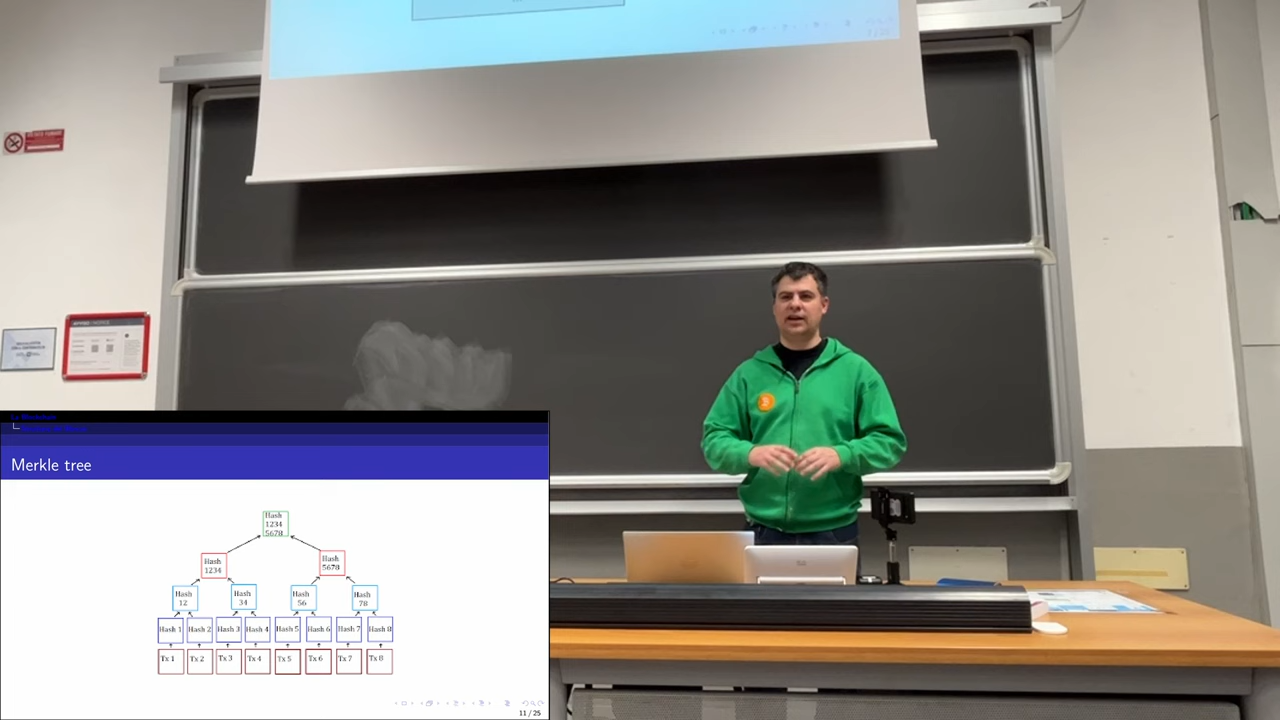 Merkle tree
Hash
1234
5678
Hash
1234
Hash
5678
Hash
12
Hash
34
Hash
56
Hash
78
Hash 1
Hash 2
Hash 3
Hash 4
Hash 5
Hash 6
Hash 7
Hash 8
Tx 1
Tx 2
Tx 3
Tx 4
Tx 5
Tx 6
Tx 7
Tx 8
11 / 25